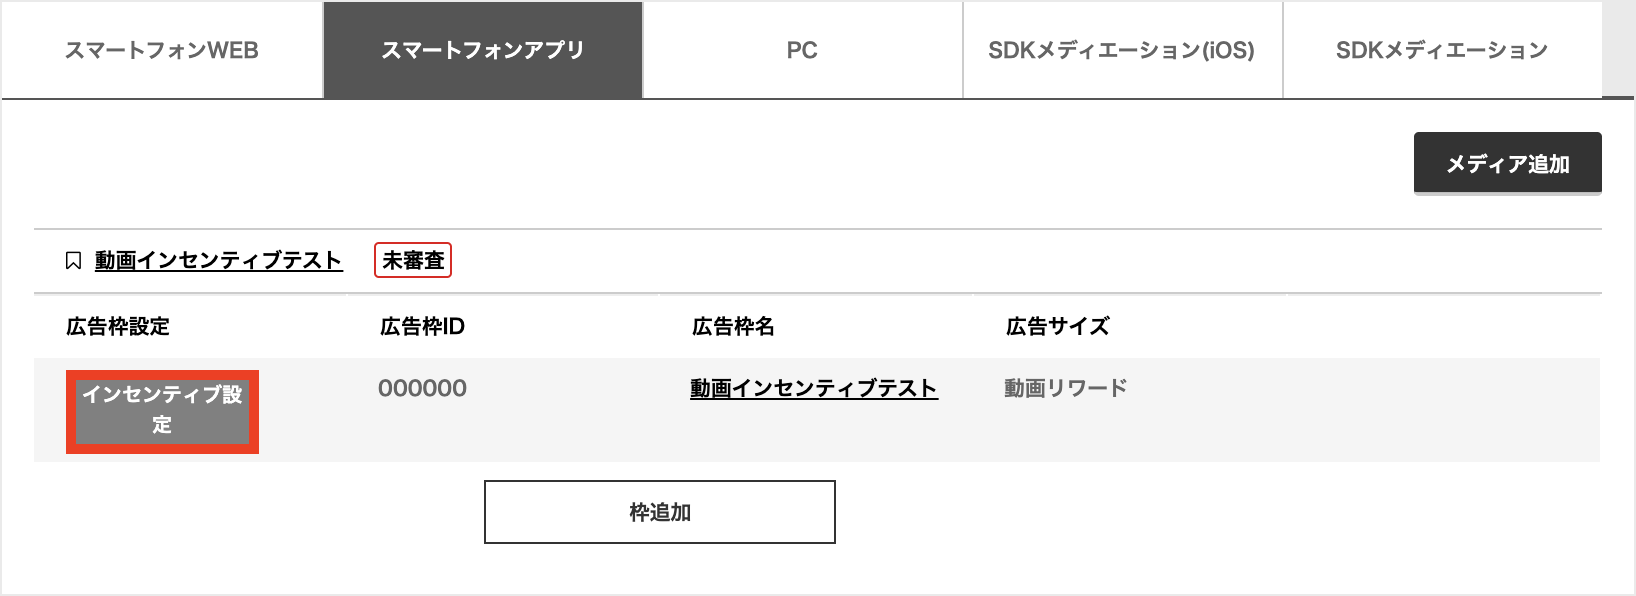 スマートフォンWEB
スマートフォンアプリ
PC
SDKメディエーション(iOS)
SDKメディエーション
メディア追加
動画インセンティブテスト 未審査
広告枠設定 広告枠ID 広告枠名 広告サイズ
インセンティブ設
定
000000
動画インセンティブテスト
動画リワード
枠追加